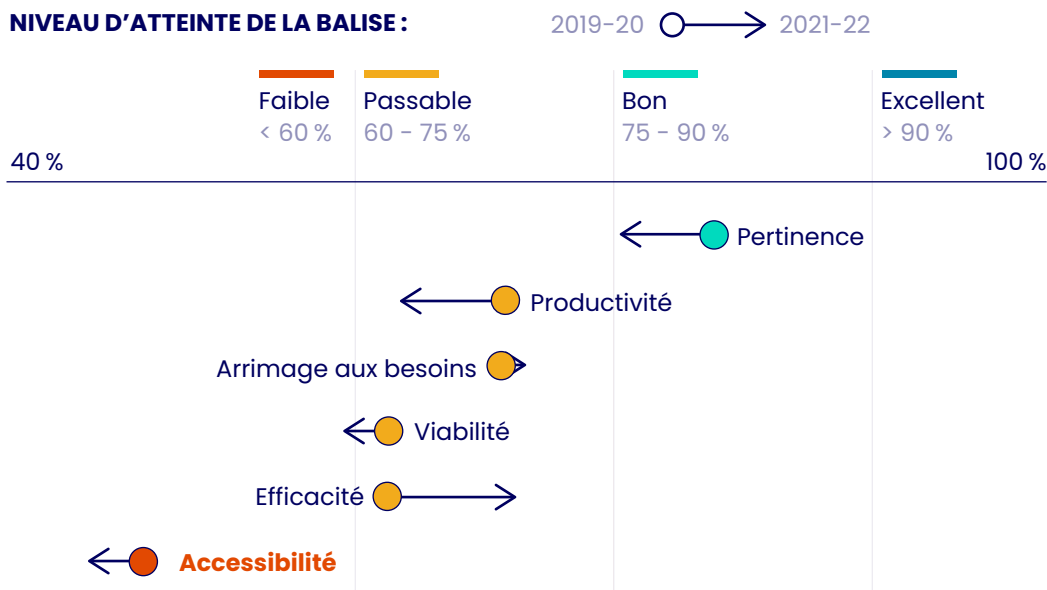 NIVEAU D'ATTEINTE DE LA BALISE :
2019-20 2021-22
Faible Passable Bon Excellent
< 60 % 60 - 75 % 75 - 90 % > 90 %
40 % 100 %
Pertinence
Productivité
Arrimage aux besoins
Viabilité
Efficacité
Accessibilité